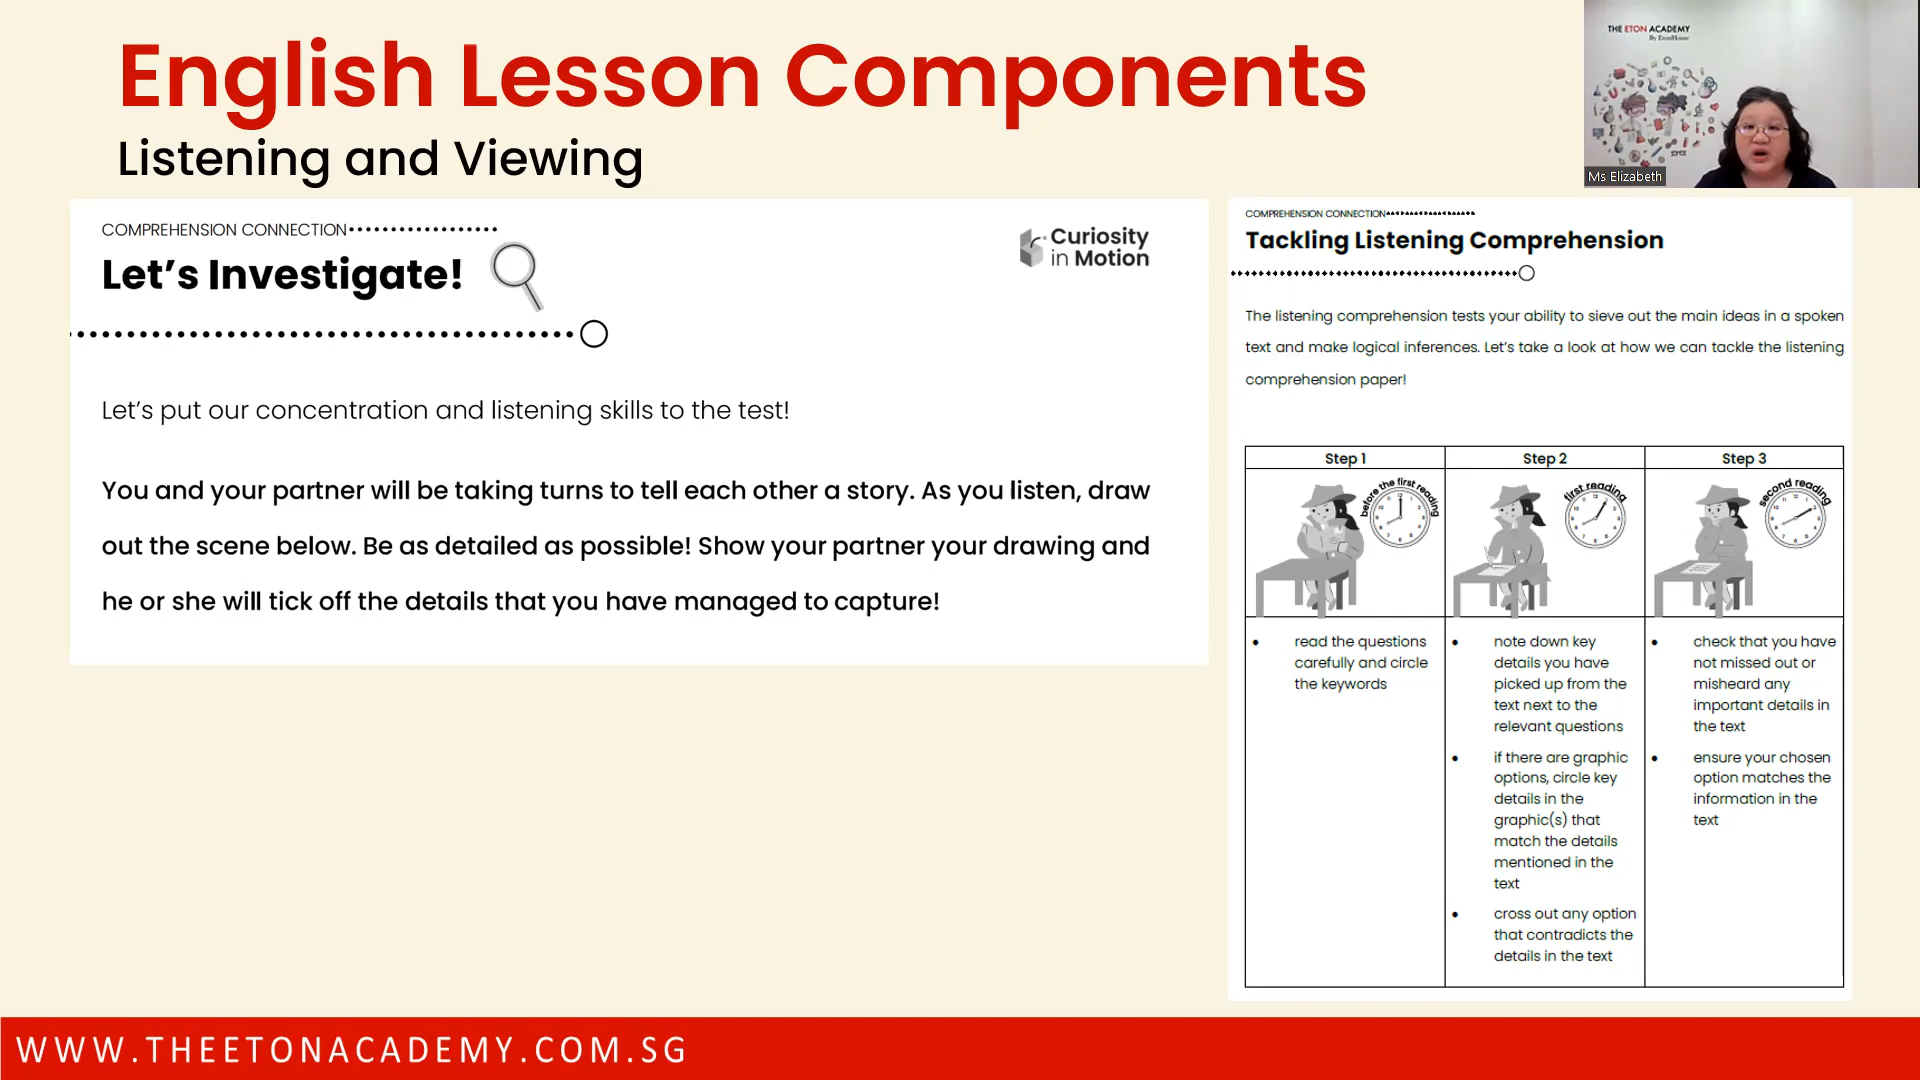 English Lesson Components
Listening and Viewing
THE ETON ACADEMY
By EtonHouse
Ms Elizabeth
COMPREHENSION CONNECTION
Let's Investigate!
Curiosity
in Motion
Let's put our concentration and listening skills to the test!
You and your partner will be taking turns to tell each other a story. As you listen, draw
out the scene below. Be as detailed as possible! Show your partner your drawing and
he or she will tick off the details that you have managed to capture!
COMPREHENSION CONNECTION
Tackling Listening Comprehension
The listening comprehension tests your ability to sieve out the main ideas in a spoken
text and make logical inferences. Let's take a look at how we can tackle the listening
comprehension paper!
Step 1
before the first reading
• read the questions
carefully and circle
the keywords
Step 2
first reading
• note down key
details you have
picked up from the
text next to the
relevant questions
• if there are graphic
options, circle key
details in the
graphic(s) that
match the details
mentioned in the
text
• cross out any option
that contradicts the
details in the text
Step 3
second reading
• check that you have
not missed out or
misheard any
important details in
the text
• ensure your chosen
option matches the
information in the
text
WWW.THEETONACADEMY.COM.SG